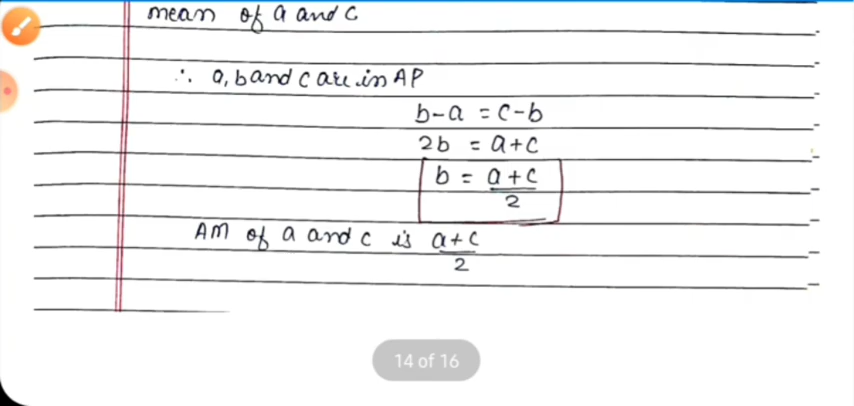 mean of a and c
∴ a, b and c are in AP
b-a = c-b
2b = a+c
b = a+c
2
AM of a and c is a+c
2
14 of 16